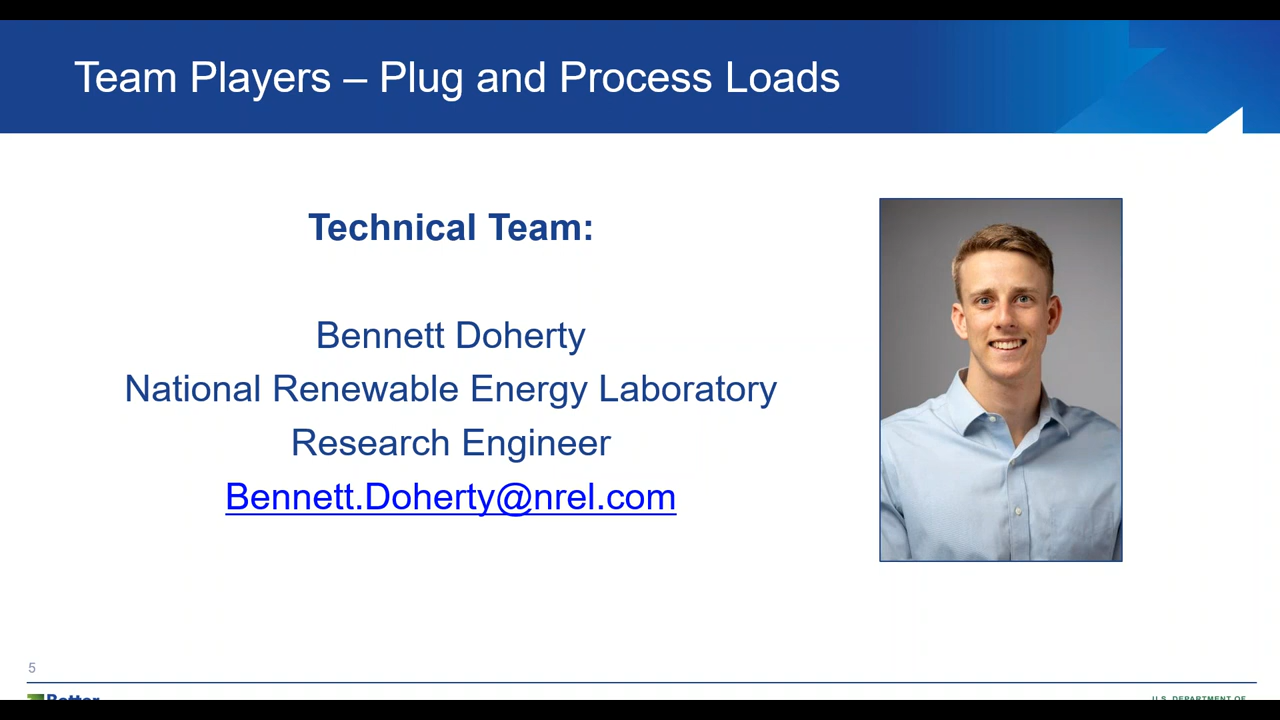 Team Players – Plug and Process Loads
Technical Team:
Bennett Doherty
National Renewable Energy Laboratory
Research Engineer
Bennett.Doherty@nrel.com
5
Better
U.S. DEPARTMENT OF